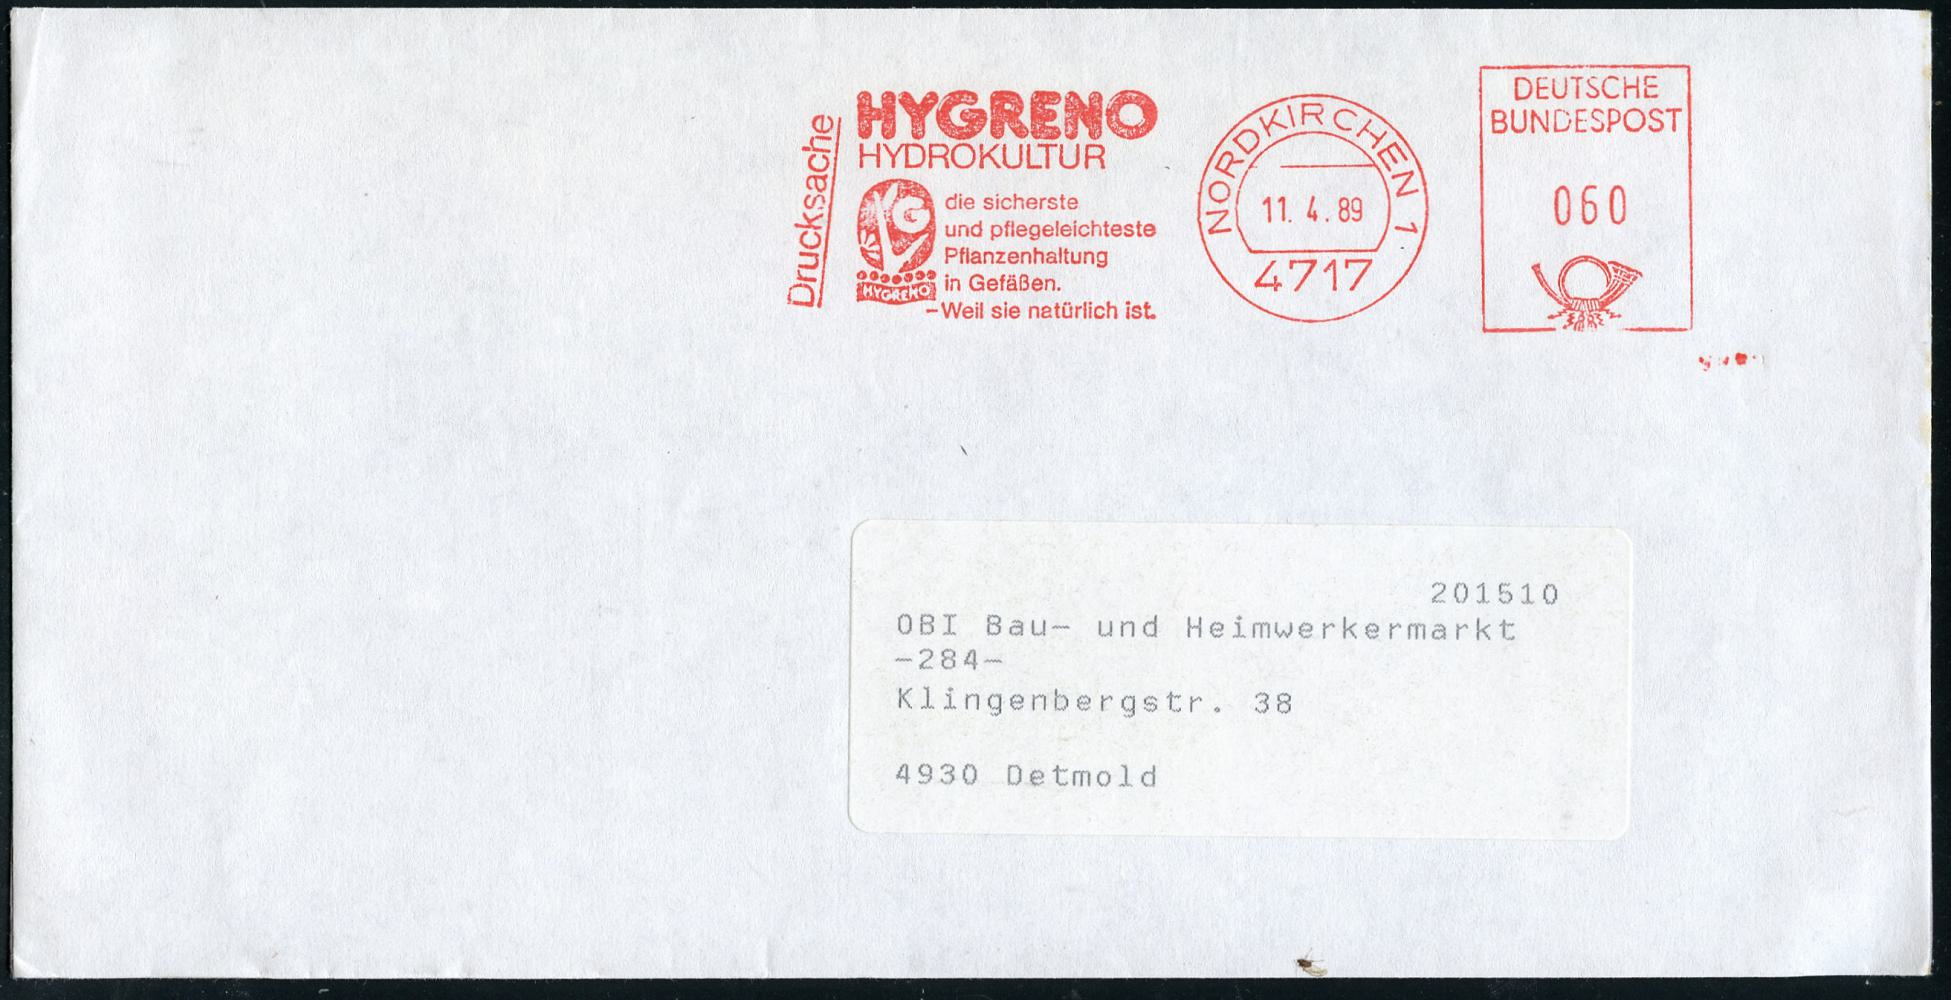 Drucksache
HYGRENO
HYDROKULTUR
die sicherste
und pflegeleichteste
Pflanzenhaltung
in Gefäßen.
–Weil sie natürlich ist.
HYGRENO
NORDKIRCHEN 1
11. 4. 89
4717
DEUTSCHE
BUNDESPOST
060
201510
OBI Bau- und Heimwerkermarkt
-284-
Klingenbergstr. 38
4930 Detmold